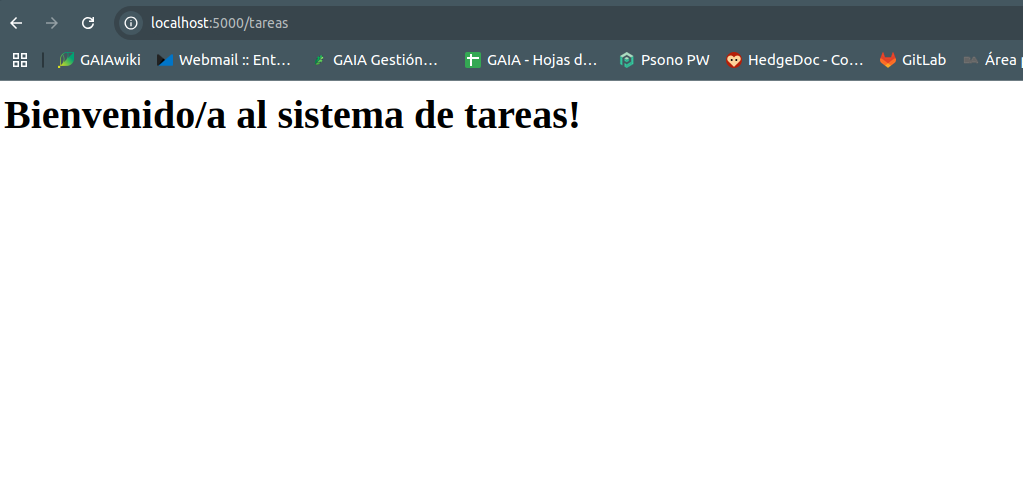 localhost:5000/tareas
GAIAwiki Webmail :: Ent... GAIA Gestión... GAIA - Hojas d... Psono PW HedgeDoc - Co... GitLab BA Área
Bienvenido/a al sistema de tareas!